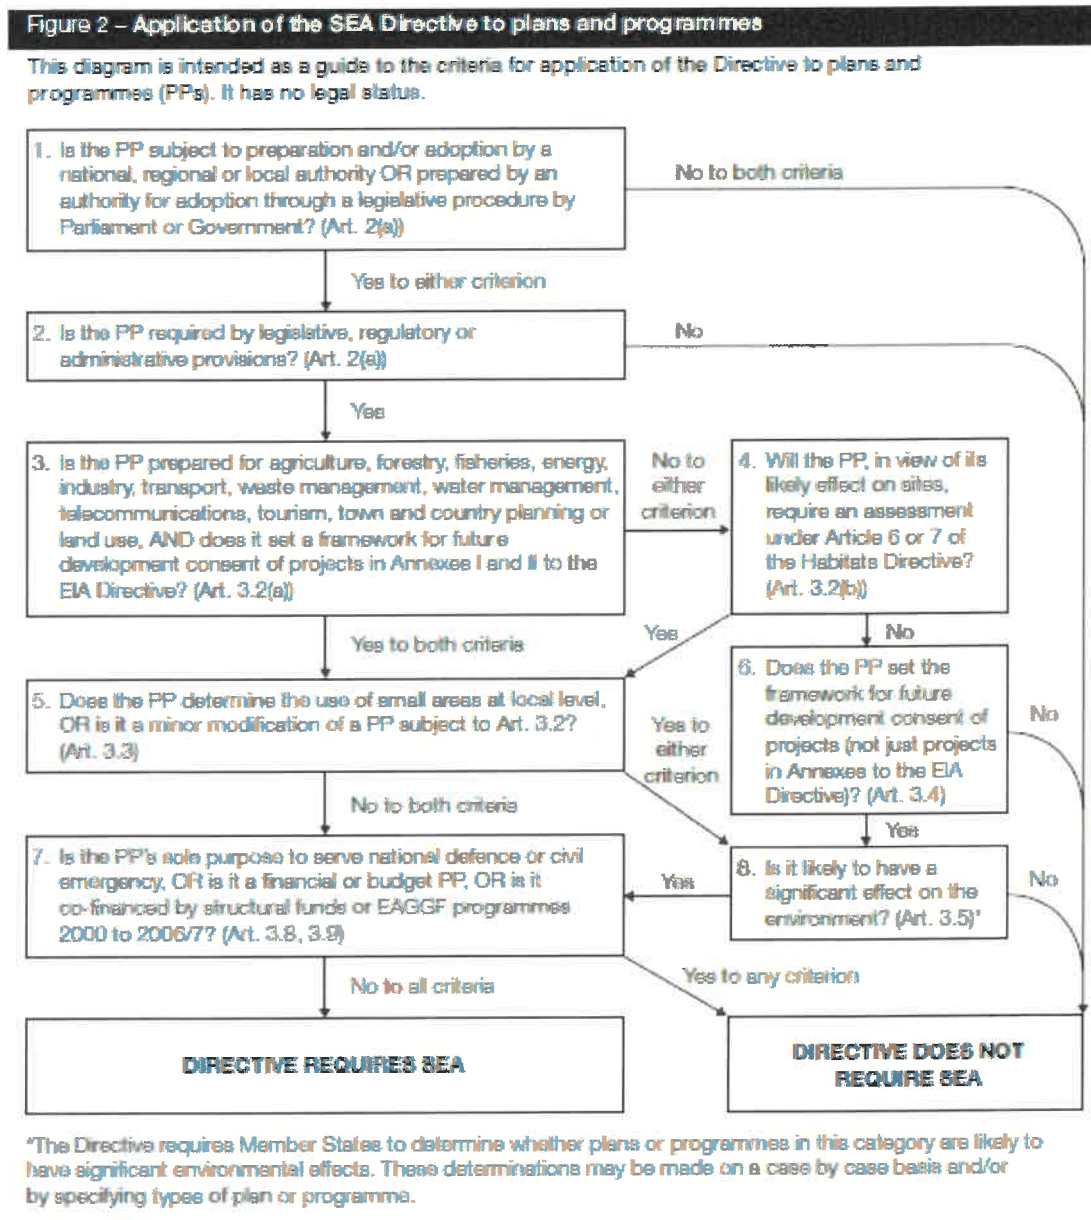 Figure 2 – Application of the SEA Directive to plans and programmes
This diagram is intended as a guide to the criteria for application of the Directive to plans and
programmes (PPs). It has no legal status.
1. Is the PP subject to preparation and/or adoption by a
national, regional or local authority OR prepared by an
authority for adoption through a legislative procedure by
Parliament or Government? (Art. 2(a))
No to both criteria
Yes to either criterion
2. Is the PP required by legislative, regulatory or
administrative provisions? (Art. 2(a))
No
Yes
3. Is the PP prepared for agriculture, forestry, fisheries, energy,
industry, transport, waste management, water management,
telecommunications, tourism, town and country planning or
land use, AND does it set a framework for future
development consent of projects in Annexes I and II to the
EIA Directive? (Art. 3.2(a))
No to
either
criterion
4. Will the PP, in view of its
likely effect on sites,
require an assessment
under Article 6 or 7 of
the Habitats Directive?
(Art. 3.2(b))
Yes to both criteria
Yes
No
5. Does the PP determine the use of small areas at local level,
OR is it a minor modification of a PP subject to Art. 3.2?
(Art. 3.3)
Yes to
either
criterion
6. Does the PP set the
framework for future
development consent of
projects (not just projects
in Annexes to the EIA
Directive)? (Art. 3.4)
No
No to both criteria
Yes
7. Is the PP's sole purpose to serve national defence or civil
emergency, OR is it a financial or budget PP, OR is it
co-financed by structural funds or EAGGF programmes
2000 to 2006/7? (Art. 3.8, 3.9)
Yes
8. Is it likely to have a
significant effect on the
environment? (Art. 3.5)*
No
No to all criteria
Yes to any criterion
DIRECTIVE REQUIRES SEA
DIRECTIVE DOES NOT
REQUIRE SEA
*The Directive requires Member States to determine whether plans or programmes in this category are likely to
have significant environmental effects. These determinations may be made on a case by case basis and/or
by specifying types of plan or programme.